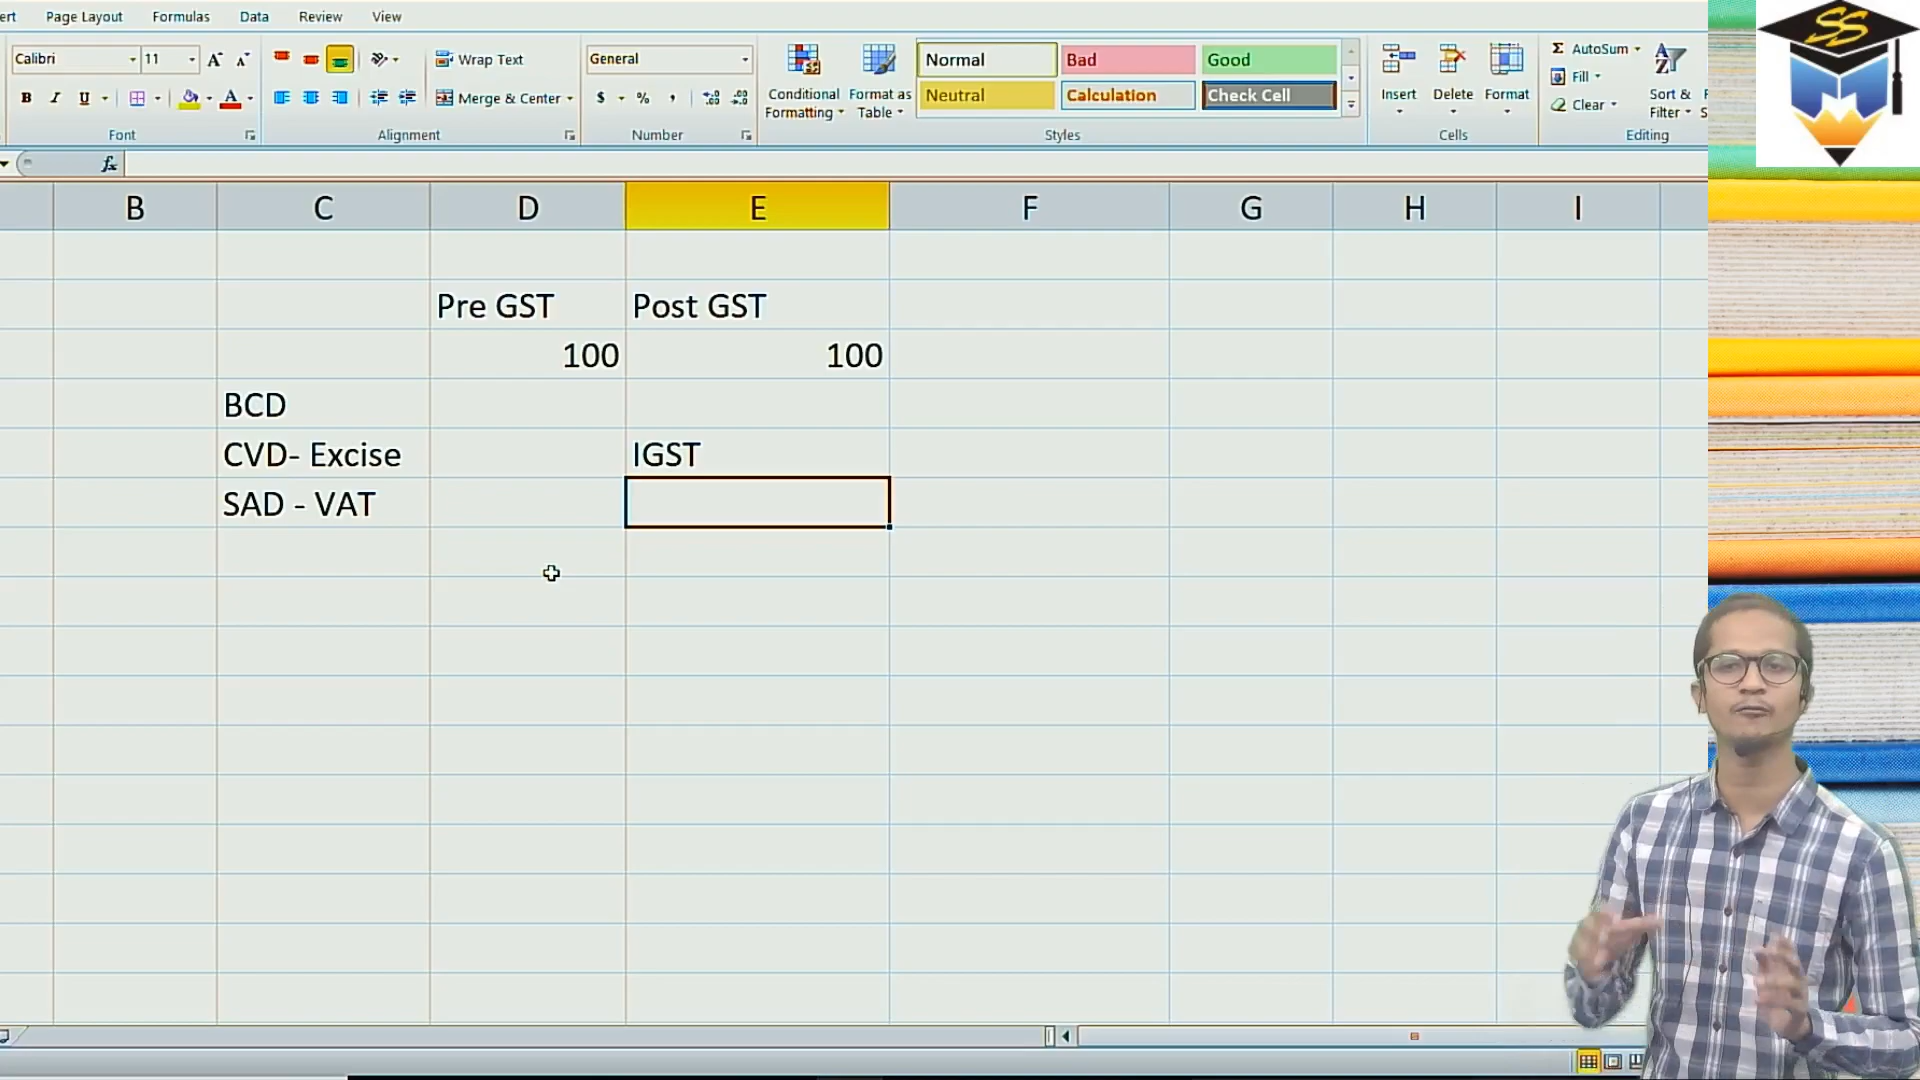 ert Page Layout Formulas Data Review View
Calibri 11 A A Wrap Text General Normal Bad Good AutoSum
B I U A Merge & Center $ % , Conditional Formatting Format as Table Neutral Calculation Check Cell Insert Delete Format Fill Clear Sort & Filter
Font Alignment Number Styles Cells Editing
fx
B C D E F G H I
Pre GST Post GST
100 100
BCD
CVD- Excise IGST
SAD - VAT
SS